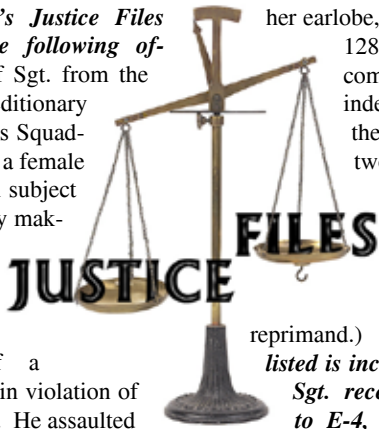 's Justice Files
e following of-
f Sgt. from the
ditionary
s Squad-
a female
subject
y mak-
JUSTICE FILES
f a
in violation of
He assaulted
her earlobe,
128
com
inde
the
two
reprimand.)
listed is inc
Sgt. rece
to E-4,